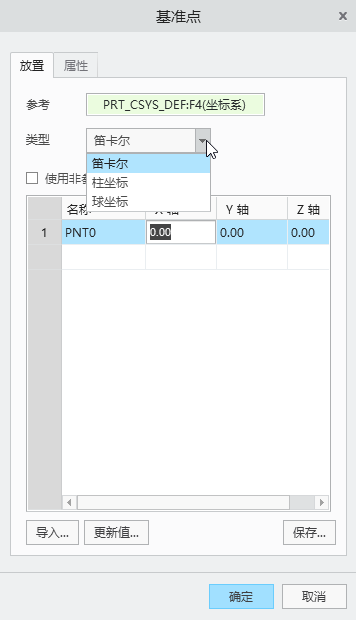 基准点
放置 属性
参考 PRT_CSYS_DEF:F4(坐标系)
类型 笛卡尔
笛卡尔
柱坐标
球坐标
使用非
名称 X 轴 Y 轴 Z 轴
1 PNT0 0.00 0.00 0.00
导入... 更新值... 保存...
确定 取消